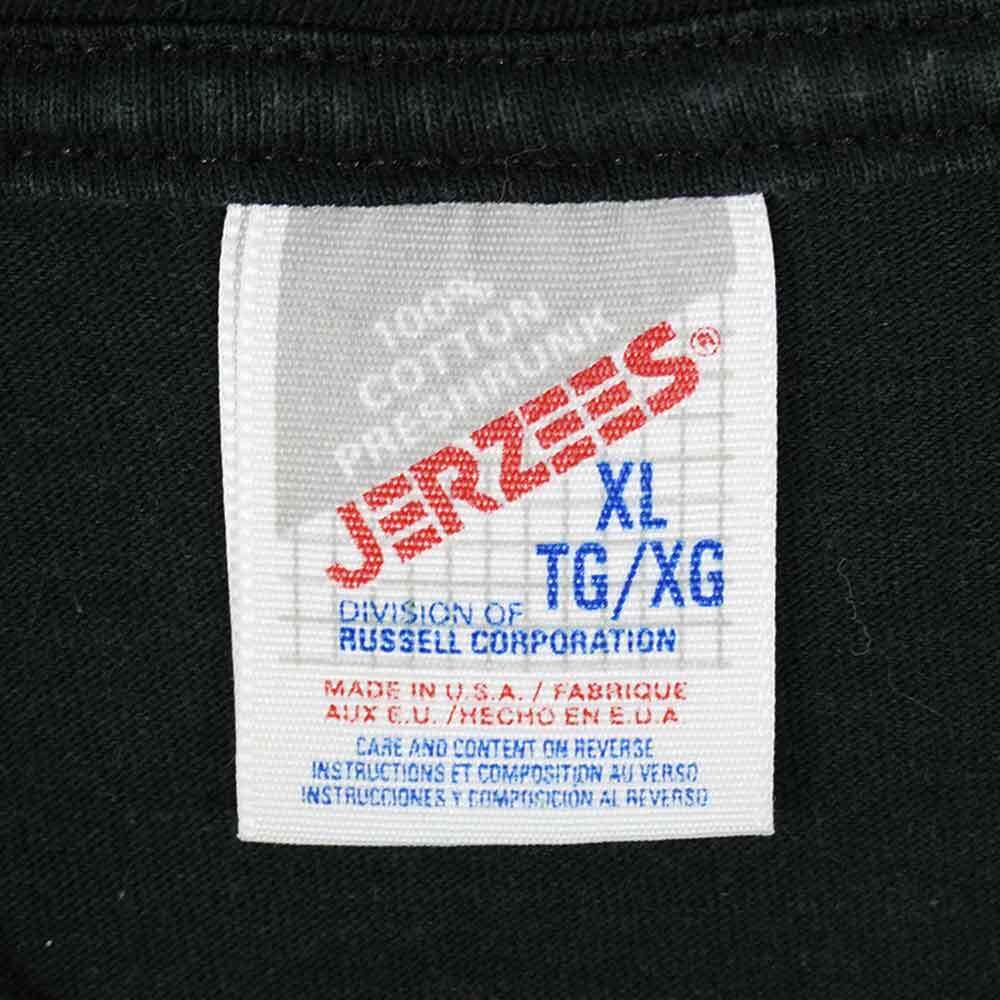 100%
COTTON
PRESHRUNK
JERZEES®
XL
TG/XG
DIVISION OF
RUSSELL CORPORATION
MADE IN U.S.A. / FABRIQUE
AUX E.U. /HECHO EN E.U.A
CARE AND CONTENT ON REVERSE
INSTRUCTIONS ET COMPOSITION AU VERSO
INSTRUCCIONES Y COMPOSICIÓN AL REVERSO